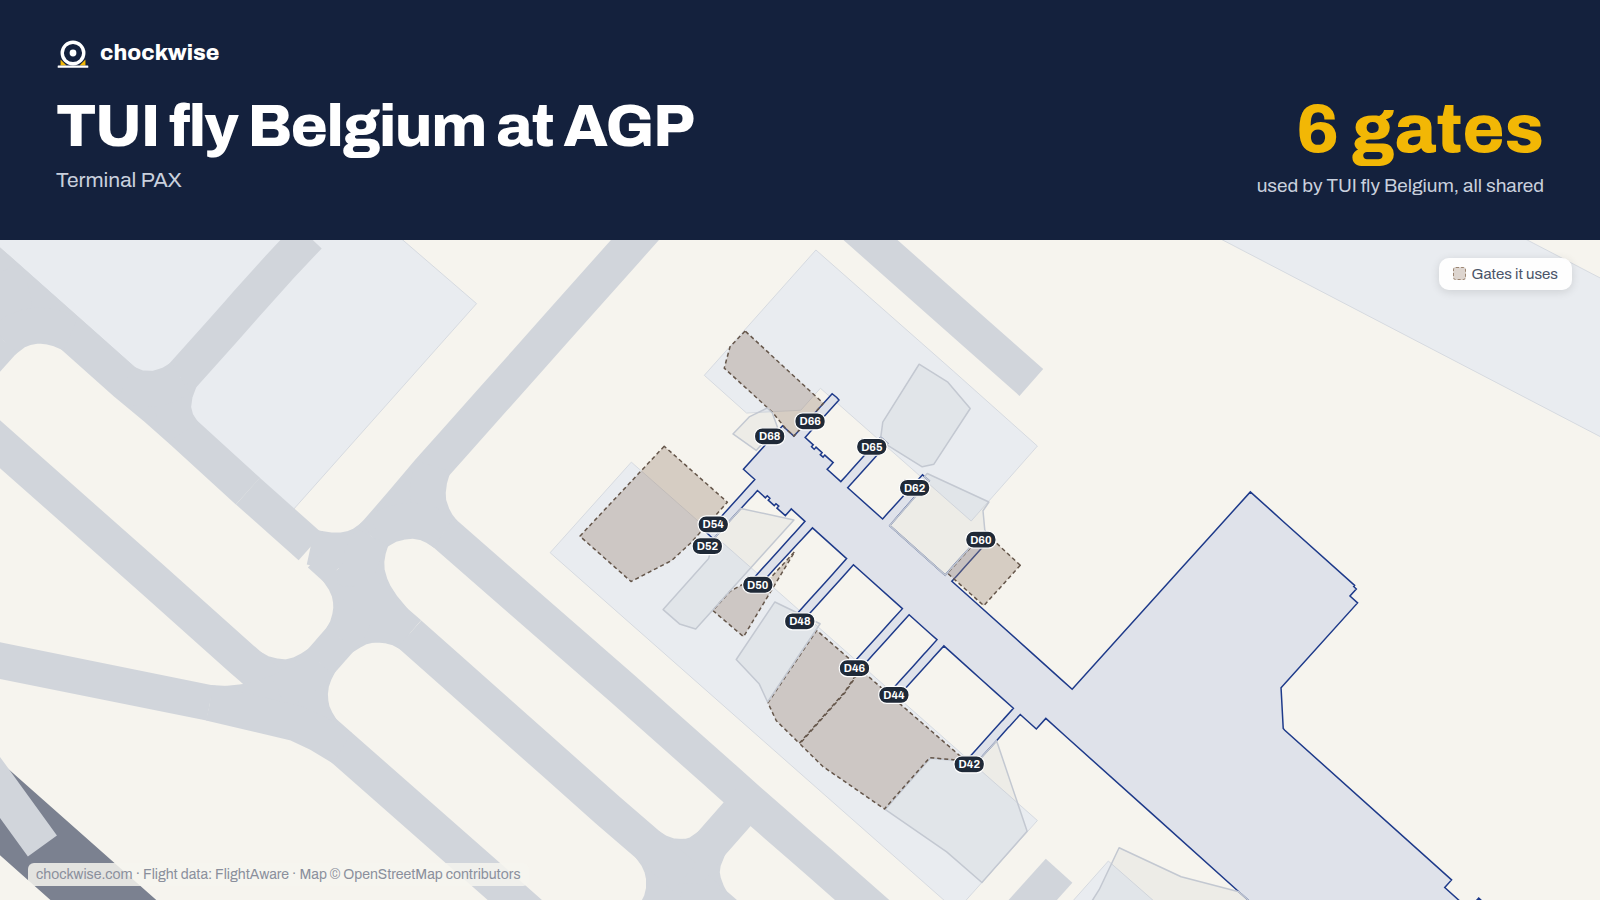 chockwise
TUI fly Belgium at AGP
Terminal PAX
6 gates
used by TUI fly Belgium, all shared
Gates it uses
D66
D68
D65
D62
D54
D60
D52
D50
D48
D46
D44
D42
chockwise.com · Flight data: FlightAware · Map © OpenStreetMap contributors